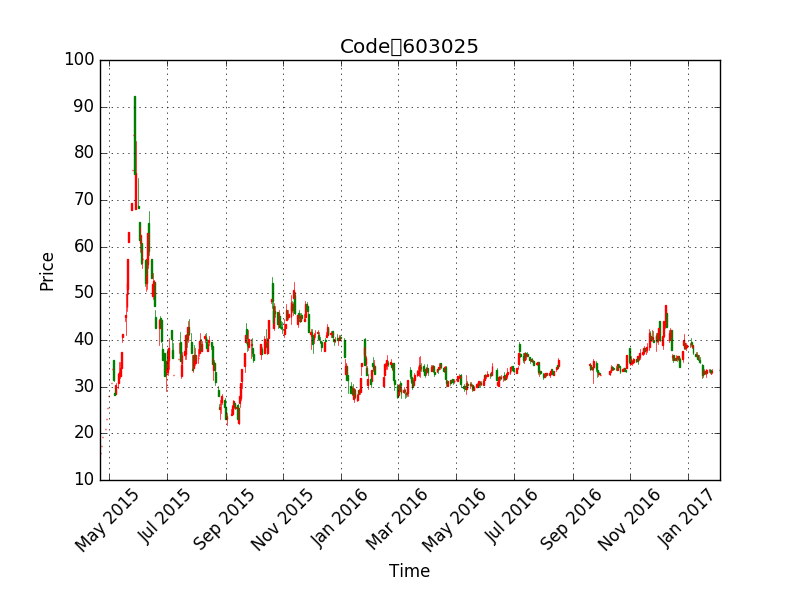 Code▯603025
100
90
80
70
60
50
40
30
20
10
Price
May 2015
Jul 2015
Sep 2015
Nov 2015
Jan 2016
Mar 2016
May 2016
Jul 2016
Sep 2016
Nov 2016
Jan 2017
Time